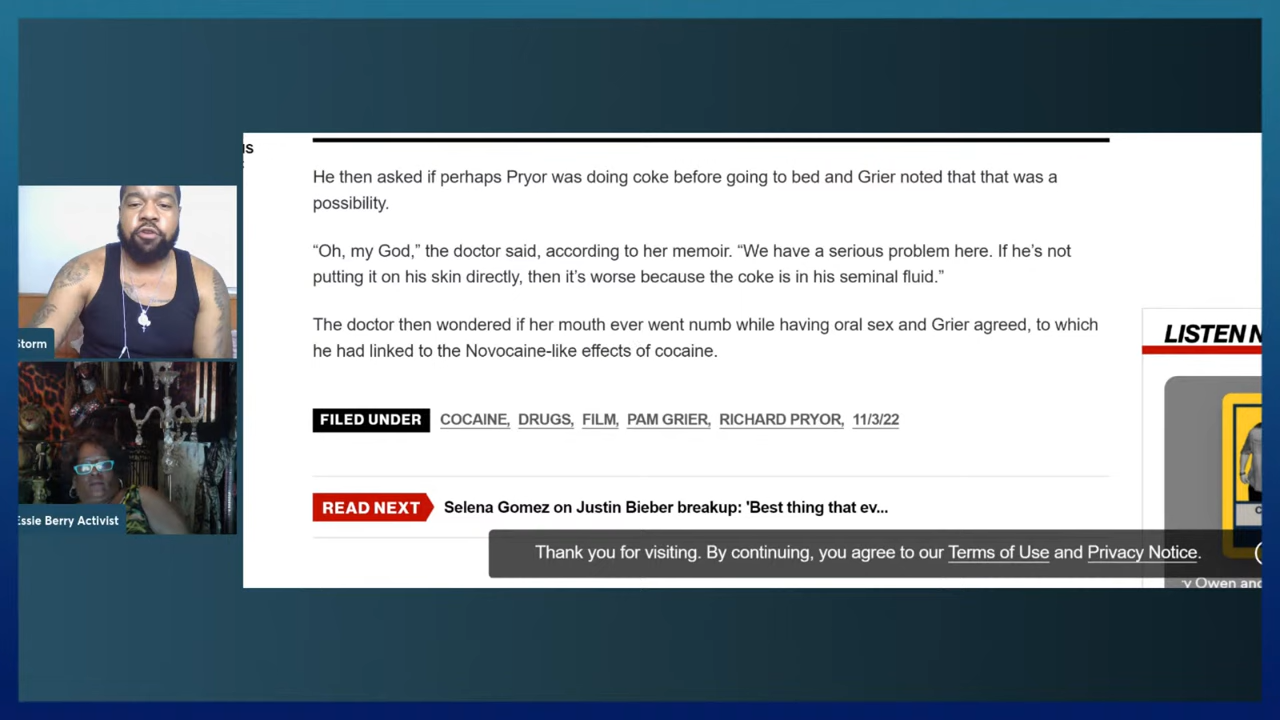 He then asked if perhaps Pryor was doing coke before going to bed and Grier noted that that was a
possibility.
“Oh, my God,” the doctor said, according to her memoir. “We have a serious problem here. If he’s not
putting it on his skin directly, then it’s worse because the coke is in his seminal fluid.”
The doctor then wondered if her mouth ever went numb while having oral sex and Grier agreed, to which
he had linked to the Novocaine-like effects of cocaine.
FILED UNDER COCAINE, DRUGS, FILM, PAM GRIER, RICHARD PRYOR, 11/3/22
READ NEXT Selena Gomez on Justin Bieber breakup: 'Best thing that ev...
Thank you for visiting. By continuing, you agree to our Terms of Use and Privacy Notice.
LISTEN N
y Owen and
Storm
Essie Berry Activist